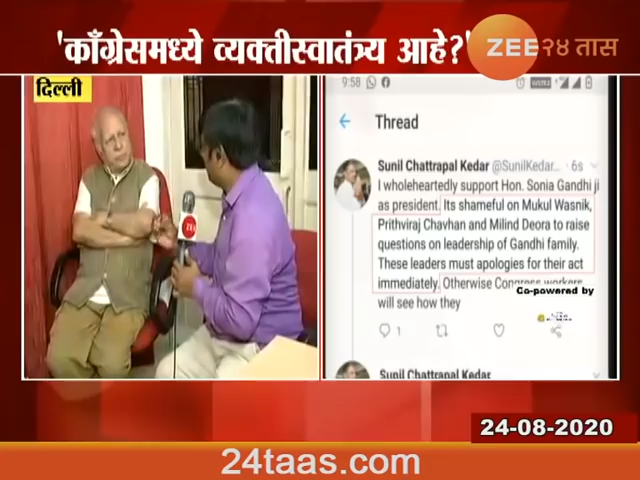 'काँग्रेसमध्ये व्यक्तीस्वातंत्र्य आहे?'
ZEE २४ तास
दिल्ली
ZEE
9:58
Thread
Sunil Chattrapal Kedar @SunilKedar... · 6s
I wholeheartedly support Hon. Sonia Gandhi ji
as president. Its shameful on Mukul Wasnik,
Prithviraj Chavhan and Milind Deora to raise
questions on leadership of Gandhi family.
These leaders must apologies for their act
immediately. Otherwise Congress workers
will see how they
Co-powered by
1
Sunil Chattrapal Kedar
24-08-2020
24taas.com